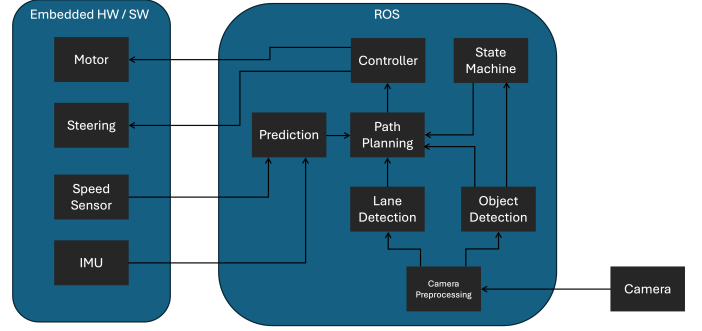 Embedded HW / SW
ROS
Motor
Controller
State
Machine
Steering
Prediction
Path
Planning
Speed
Sensor
Lane
Detection
Object
Detection
IMU
Camera
Preprocessing
Camera